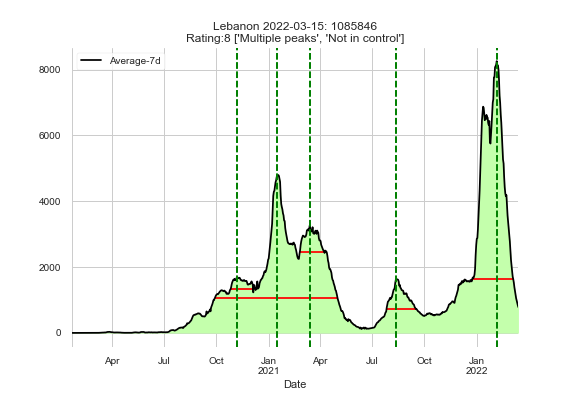 Lebanon 2022-03-15: 1085846
Rating:8 ['Multiple peaks', 'Not in control']
Average-7d
8000
6000
4000
2000
0
Apr Jul Oct Jan Apr Jul Oct Jan
2021 2022
Date